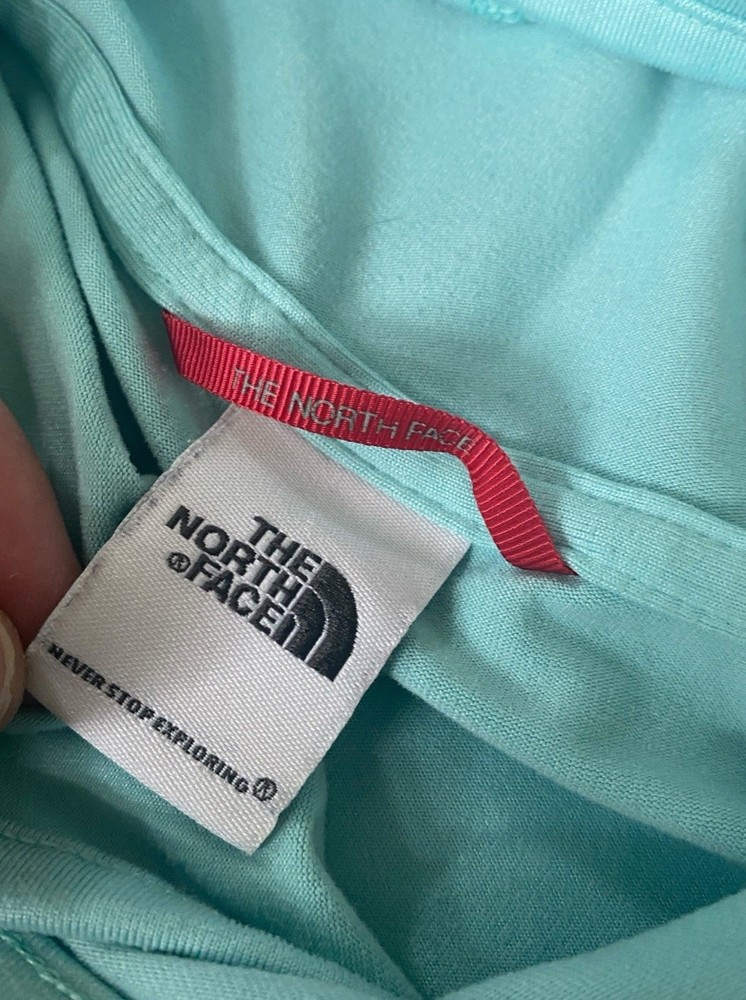 THE NORTH FACE
THE
NORTH
®FACE
NEVER STOP EXPLORING®